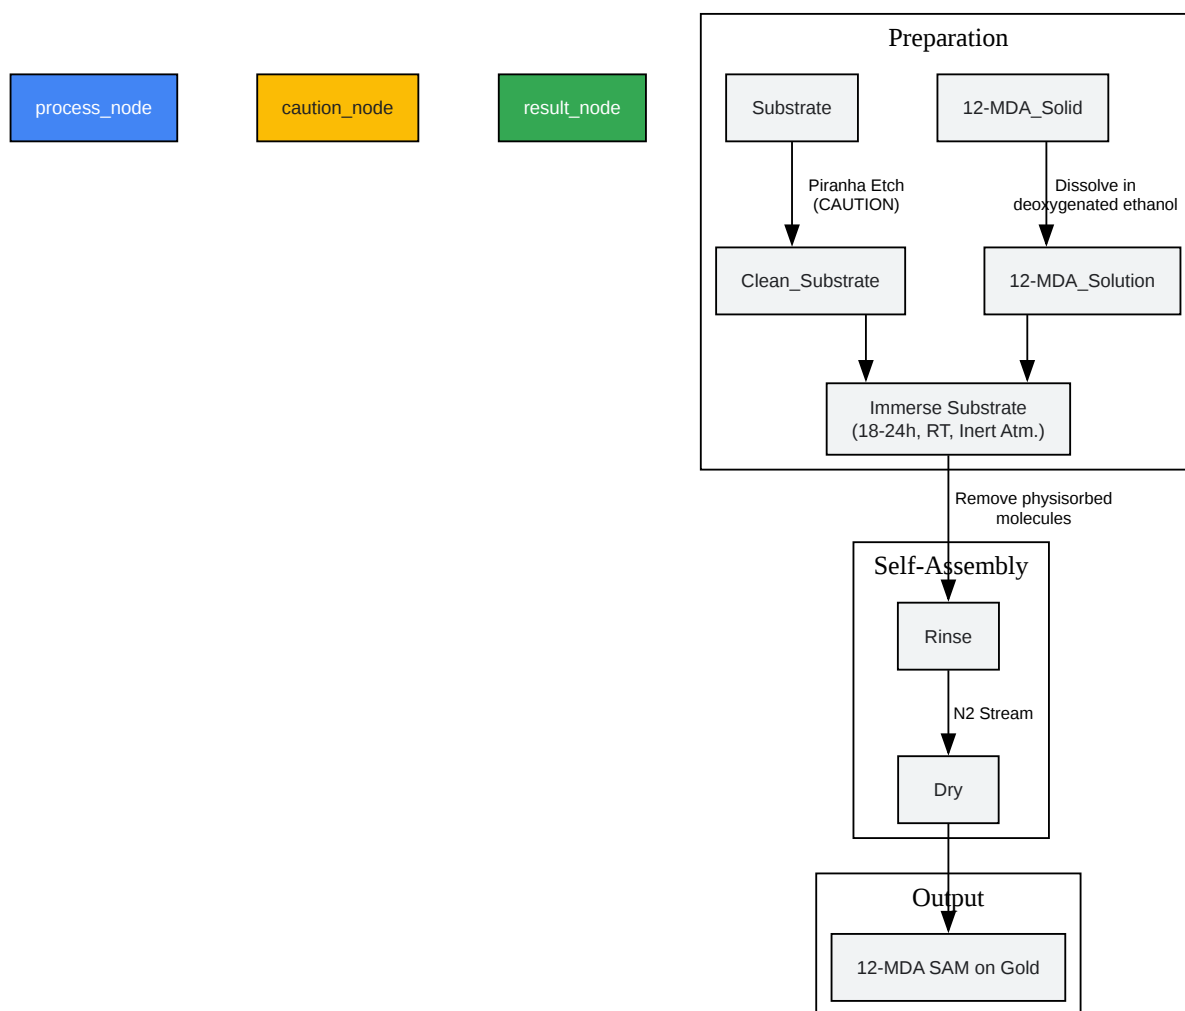 process_node
caution_node
result_node
Preparation
Substrate
12-MDA_Solid
Piranha Etch
(CAUTION)
Dissolve in
deoxygenated ethanol
Clean_Substrate
12-MDA_Solution
Immerse Substrate
(18-24h, RT, Inert Atm.)
Remove physisorbed
molecules
Self-Assembly
Rinse
N2 Stream
Dry
Output
12-MDA SAM on Gold